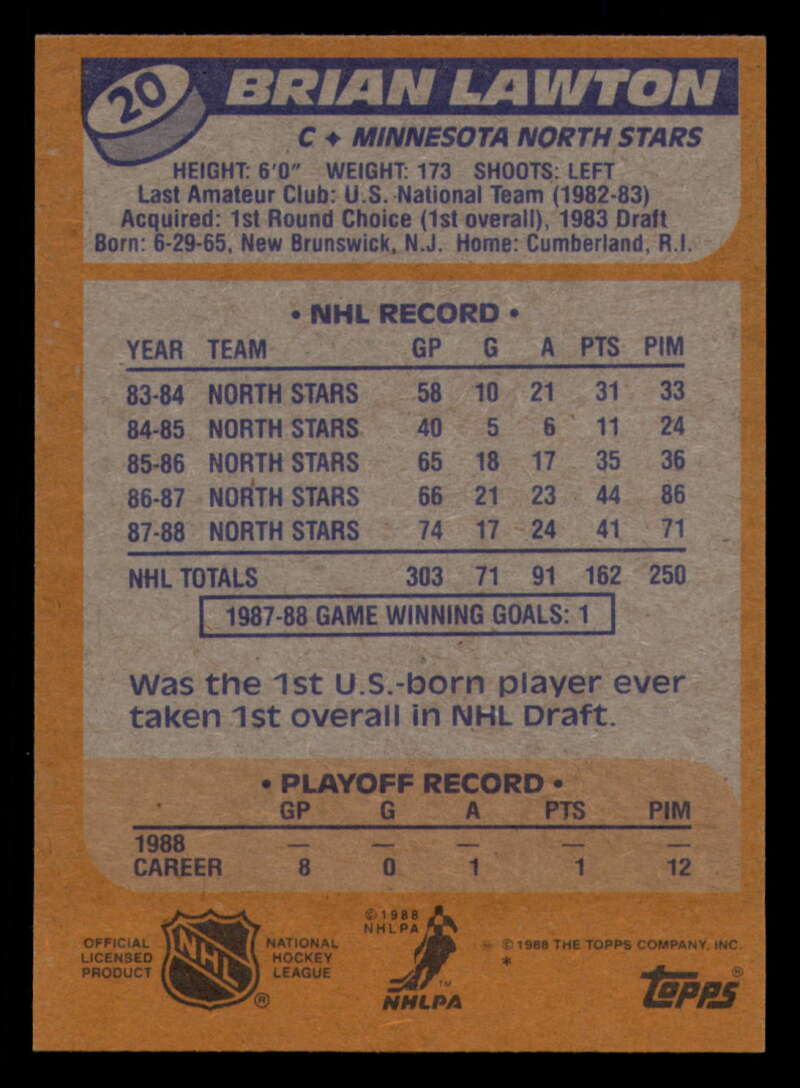 20
BRIAN LAWTON
C ✦ MINNESOTA NORTH STARS
HEIGHT: 6'0" WEIGHT: 173 SHOOTS: LEFT
Last Amateur Club: U.S. National Team (1982-83)
Acquired: 1st Round Choice (1st overall), 1983 Draft
Born: 6-29-65, New Brunswick, N.J. Home: Cumberland, R.I.
• NHL RECORD •
YEAR TEAM GP G A PTS PIM
83-84 NORTH STARS 58 10 21 31 33
84-85 NORTH STARS 40 5 6 11 24
85-86 NORTH STARS 65 18 17 35 36
86-87 NORTH STARS 66 21 23 44 86
87-88 NORTH STARS 74 17 24 41 71
NHL TOTALS 303 71 91 162 250
1987-88 GAME WINNING GOALS: 1
Was the 1st U.S.-born player ever
taken 1st overall in NHL Draft.
• PLAYOFF RECORD •
GP G A PTS PIM
1988 — — — — —
CAREER 8 0 1 1 12
OFFICIAL
LICENSED
PRODUCT
NHL
®
NATIONAL
HOCKEY
LEAGUE
©1988
NHLPA
TM
NHLPA
©1988 THE TOPPS COMPANY, INC.
*
topps®